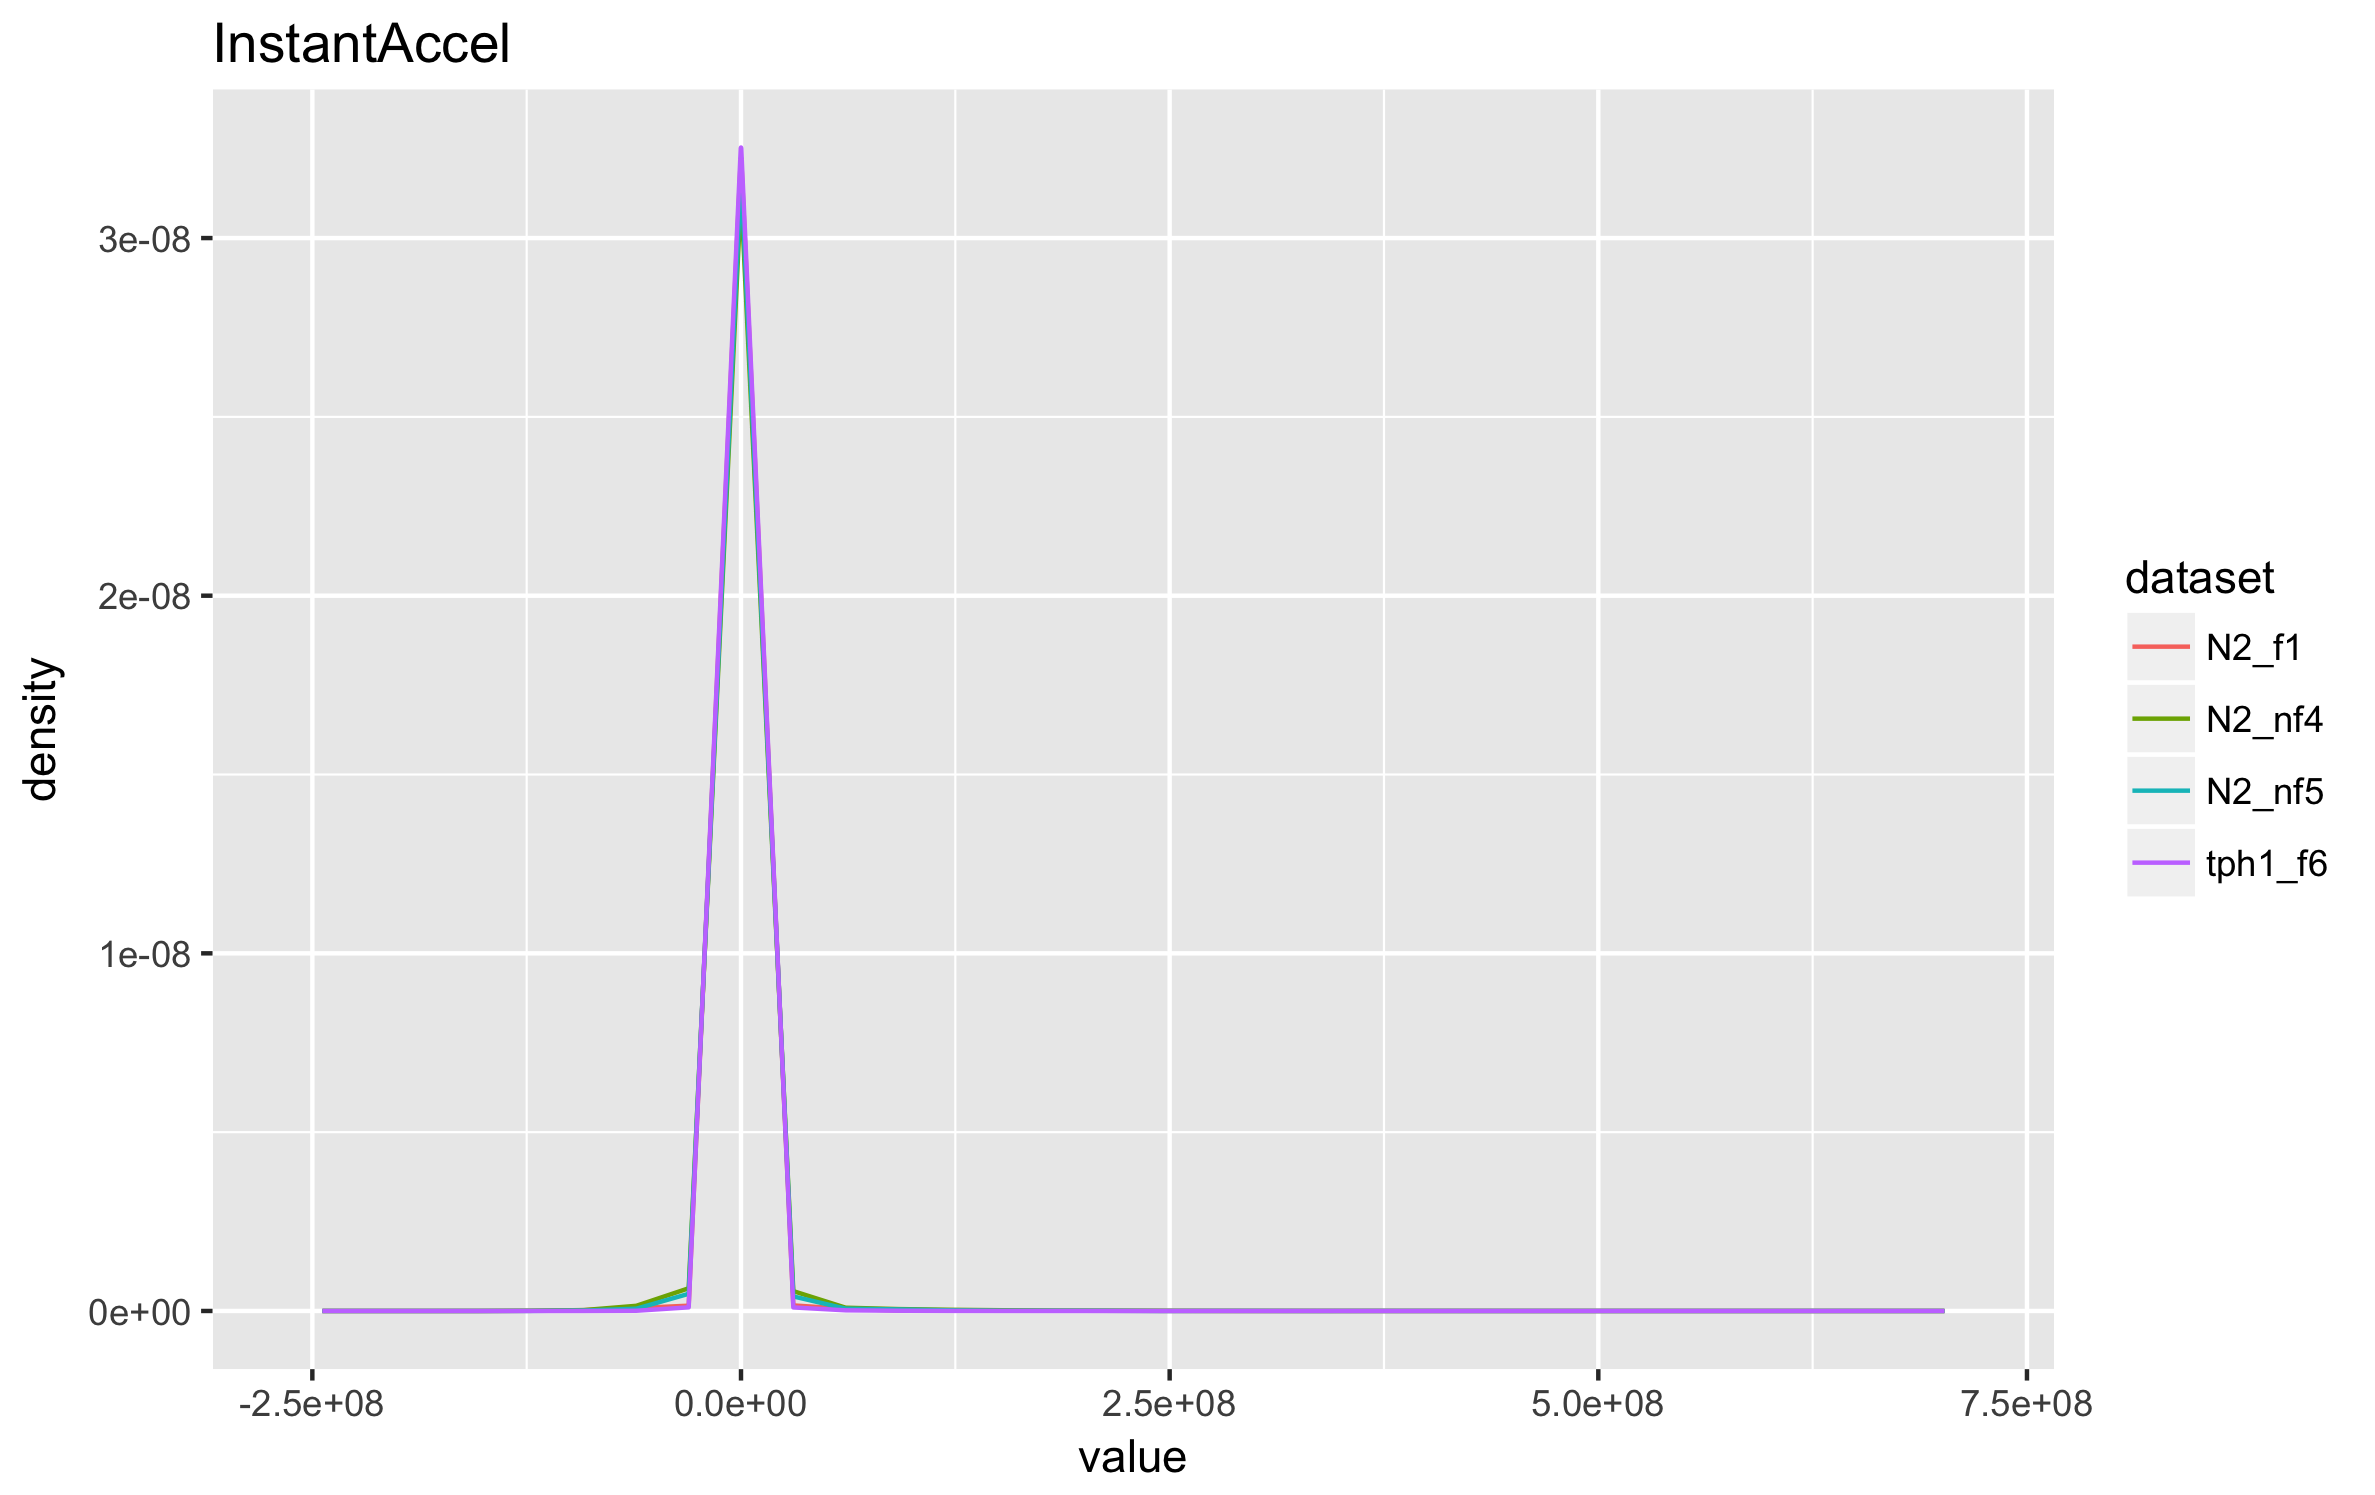 InstantAccel
3e-08
2e-08
1e-08
0e+00
density
-2.5e+08
0.0e+00
2.5e+08
5.0e+08
7.5e+08
value
dataset
N2_f1
N2_nf4
N2_nf5
tph1_f6